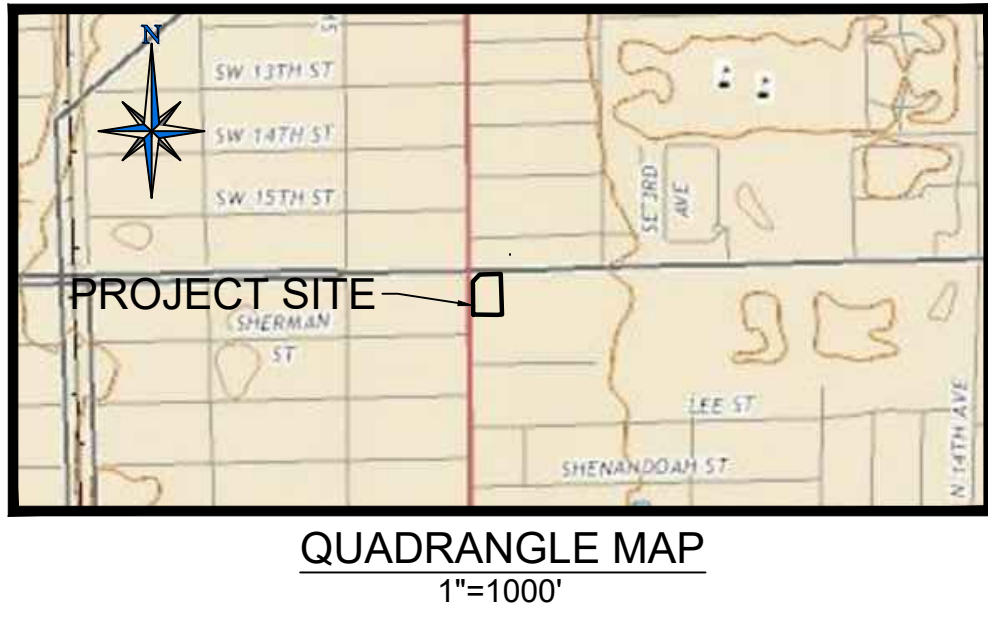 N
SW 13TH ST
SW 14TH ST
SW 15TH ST
SE 3RD
AVE
PROJECT SITE
SHERMAN
ST
LEE ST
SHENANDOAH ST
N 14TH AVE
QUADRANGLE MAP
1"=1000'